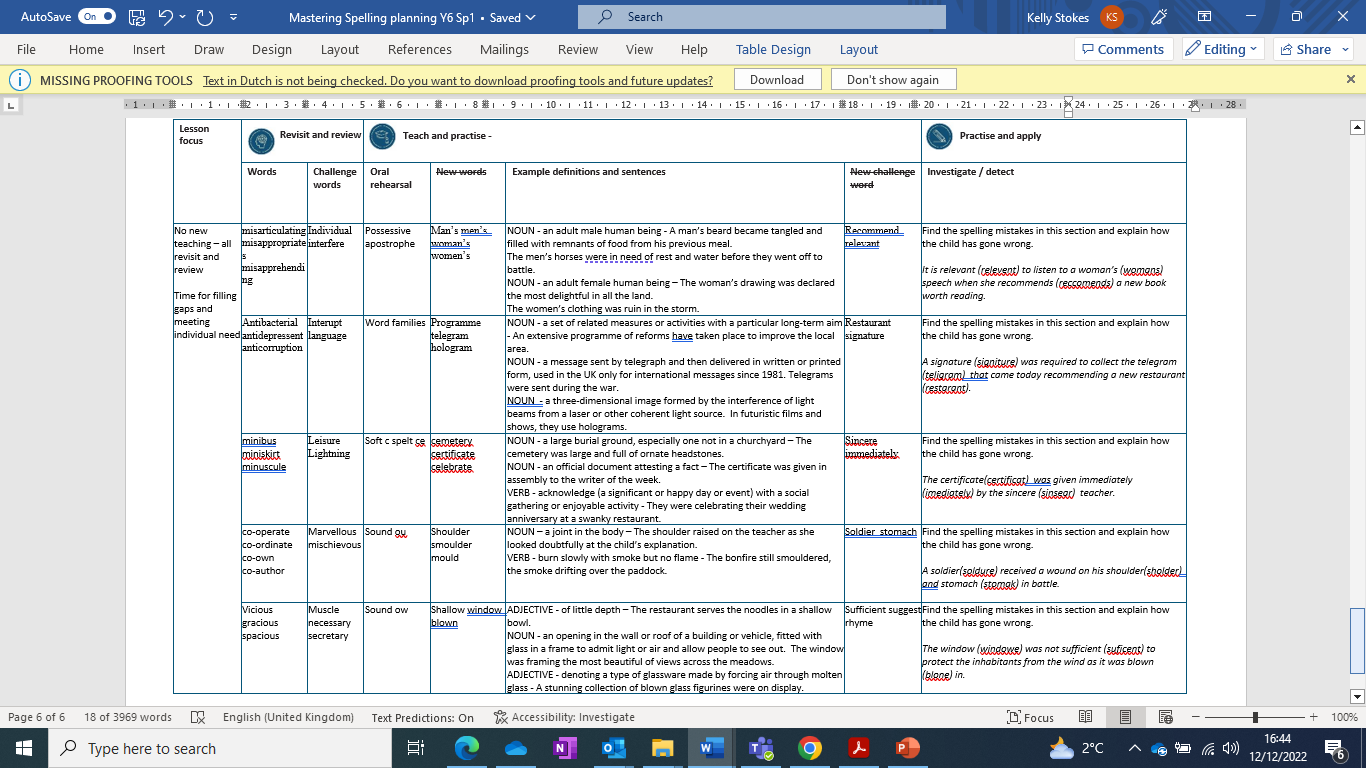 AutoSave On Mastering Spelling planning Y6 Sp1 • Saved Search Kelly Stokes KS
File Home Insert Draw Design Layout References Mailings Review View Help Table Design Layout Comments Editing Share
MISSING PROOFING TOOLS Text in Dutch is not being checked. Do you want to download proofing tools and future updates? Download Don't show again
1 1 2 3 4 5 6 7 8 9 10 11 12 13 14 15 16 17 18 19 20 21 22 23 24 25 26 28
Lesson
focus
Revisit and review
Teach and practise -
Practise and apply
Words
Challenge
words
Oral
rehearsal
New words
Example definitions and sentences
New challenge
word
Investigate / detect
No new
teaching – all
revisit and
review
Time for filling
gaps and
meeting
individual need
misarticulating
misappropriate
s
misapprehendi
ng
Individual
interfere
Possessive
apostrophe
Man's men's
woman's
women's
NOUN - an adult male human being - A man's beard became tangled and
filled with remnants of food from his previous meal.
The men's horses were in need of rest and water before they went off to
battle.
NOUN - an adult female human being – The woman's drawing was declared
the most delightful in all the land.
The women's clothing was ruin in the storm.
Recommend
relevant
Find the spelling mistakes in this section and explain how
the child has gone wrong.
It is relevant (relevent) to listen to a woman's (womans)
speech when she recommends (reccomends) a new book
worth reading.
Antibacterial
antidepressent
anticorruption
Interupt
language
Word families
Programme
telegram
hologram
NOUN - a set of related measures or activities with a particular long-term aim
- An extensive programme of reforms have taken place to improve the local
area.
NOUN - a message sent by telegraph and then delivered in written or printed
form, used in the UK only for international messages since 1981. Telegrams
were sent during the war.
NOUN - a three-dimensional image formed by the interference of light
beams from a laser or other coherent light source. In futuristic films and
shows, they use holograms.
Restaurant
signature
Find the spelling mistakes in this section and explain how
the child has gone wrong.
A signature (signiture) was required to collect the telegram
(teligram) that came today recommending a new restaurant
(restarant).
minibus
miniskirt
minuscule
Leisure
Lightning
Soft c spelt ce
cemetery
certificate
celebrate
NOUN - a large burial ground, especially one not in a churchyard – The
cemetery was large and full of ornate headstones.
NOUN - an official document attesting a fact – The certificate was given in
assembly to the writer of the week.
VERB - acknowledge (a significant or happy day or event) with a social
gathering or enjoyable activity - They were celebrating their wedding
anniversary at a swanky restaurant.
Sincere
immediately
Find the spelling mistakes in this section and explain how
the child has gone wrong.
The certificate(certificat) was given immediately
(imediately) by the sincere (sinsear) teacher.
co-operate
co-ordinate
co-own
co-author
Marvellous
mischievous
Sound ou
Shoulder
smoulder
mould
NOUN – a joint in the body – The shoulder raised on the teacher as she
looked doubtfully at the child's explanation.
VERB - burn slowly with smoke but no flame - The bonfire still smouldered,
the smoke drifting over the paddock.
Soldier stomach
Find the spelling mistakes in this section and explain how
the child has gone wrong.
A soldier(soldure) received a wound on his shoulder(sholder)
and stomach (stomak) in battle.
Vicious
gracious
spacious
Muscle
necessary
secretary
Sound ow
Shallow window
blown
ADJECTIVE - of little depth – The restaurant serves the noodles in a shallow
bowl.
NOUN - an opening in the wall or roof of a building or vehicle, fitted with
glass in a frame to admit light or air and allow people to see out. The window
was framing the most beautiful of views across the meadows.
ADJECTIVE - denoting a type of glassware made by forcing air through molten
glass - A stunning collection of blown glass figurines were on display.
Sufficient suggest
rhyme
Find the spelling mistakes in this section and explain how
the child has gone wrong.
The window (windowe) was not sufficient (suficent) to
protect the inhabitants from the wind as it was blown
(blone) in.
Page 6 of 6 18 of 3969 words English (United Kingdom) Text Predictions: On Accessibility: Investigate Focus 100%
Type here to search 2°C 16:44
12/12/2022 6